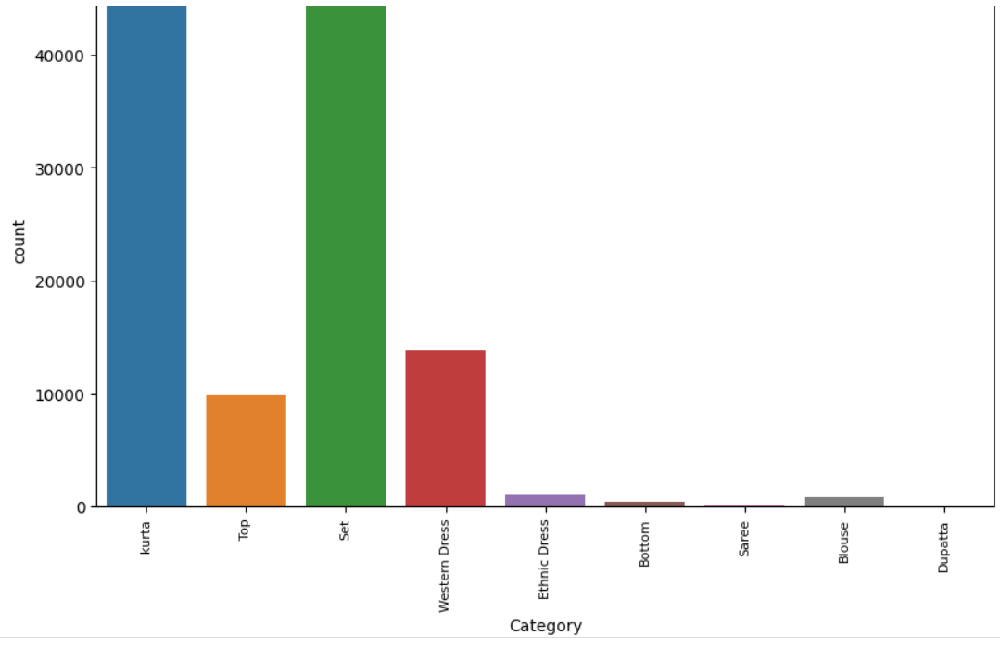 40000
30000
20000
10000
0
count
kurta
Top
Set
Western Dress
Ethnic Dress
Bottom
Saree
Blouse
Dupatta
Category